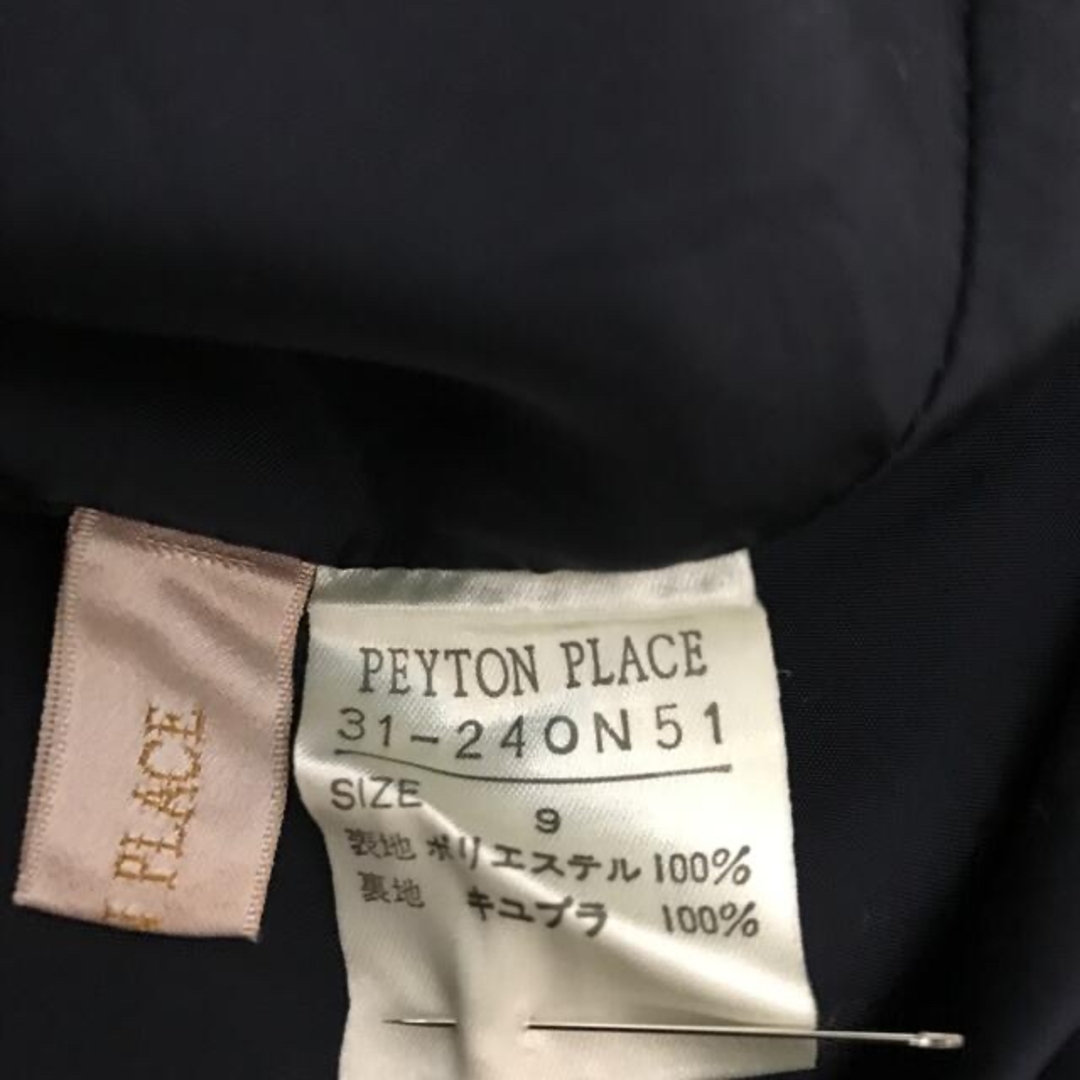 PEYTON PLACE
31-240N51
SIZE 9
表地 ポリエステル 100%
裏地 キュプラ 100%
PLACE